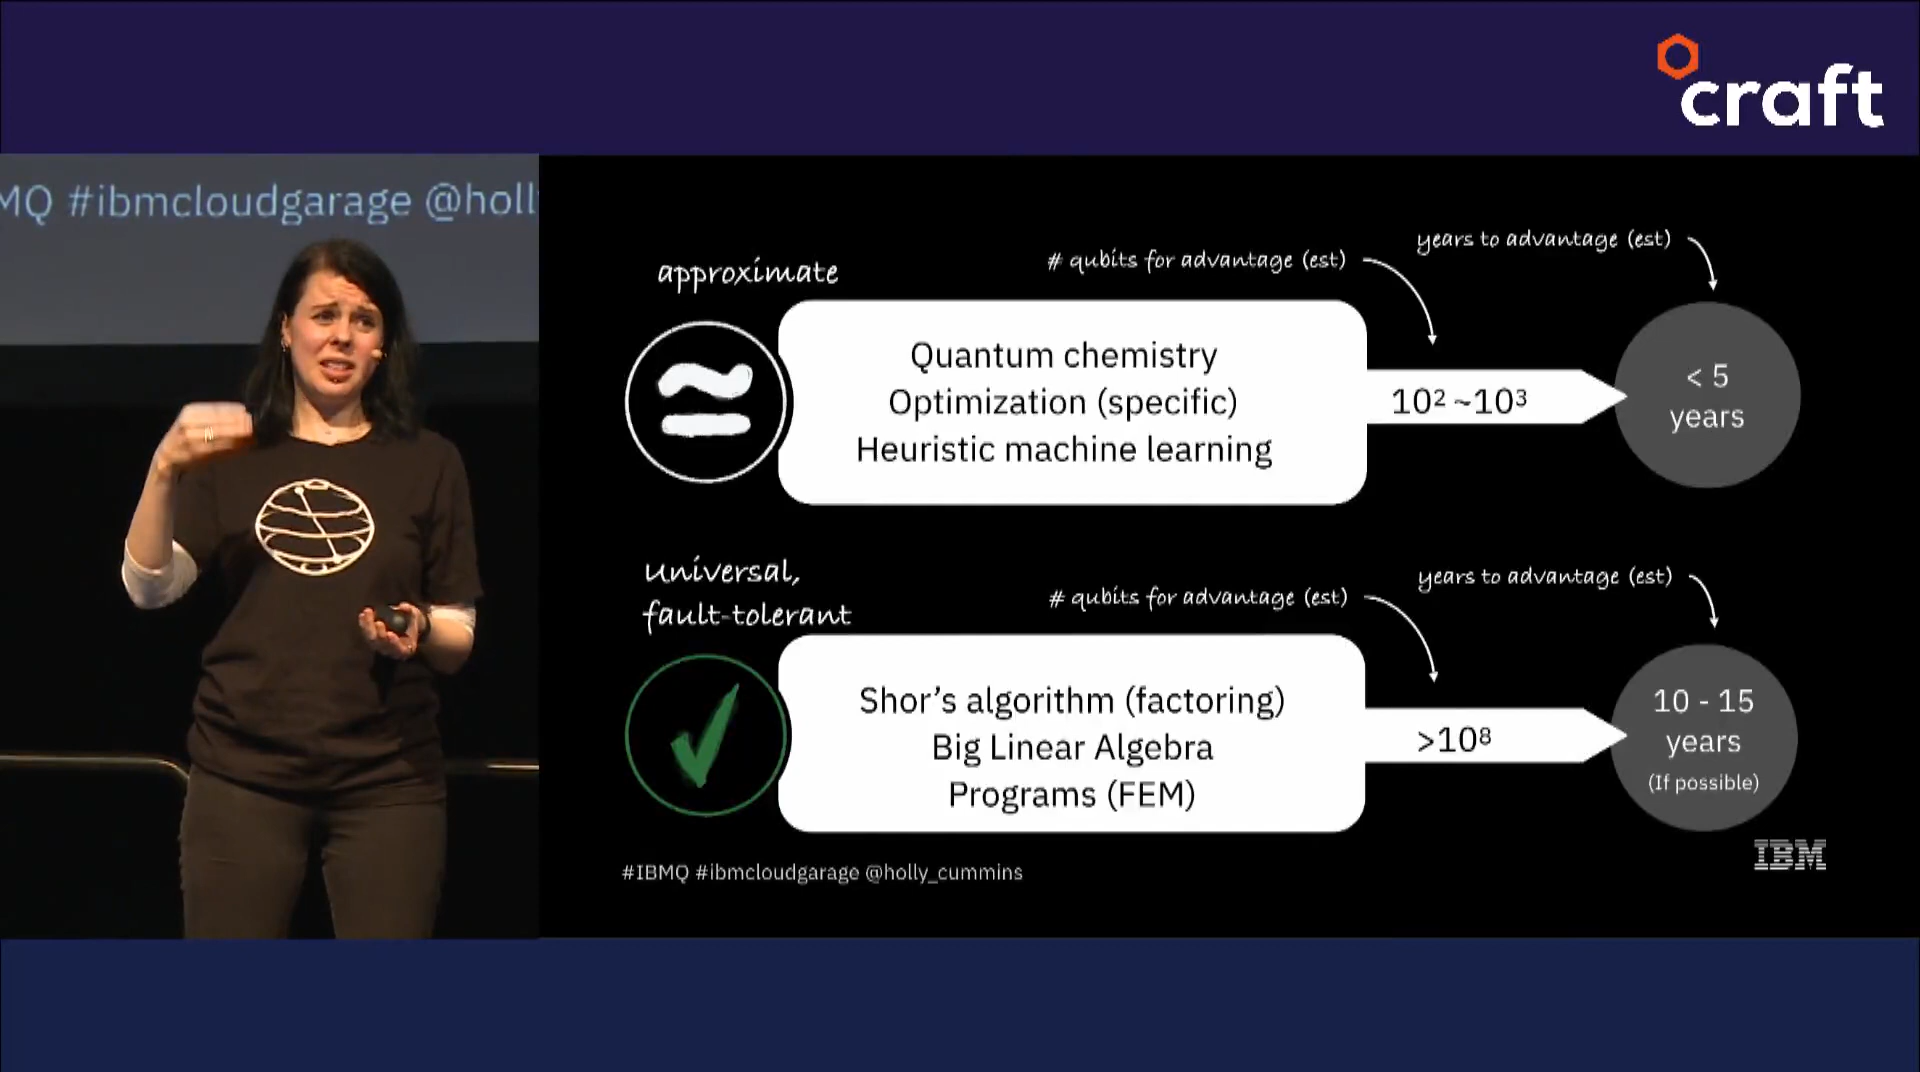 craft
MQ #ibmcloudgarage @holl
approximate
# qubits for advantage (est)
years to advantage (est)
Quantum chemistry
Optimization (specific)
Heuristic machine learning
10² ~10³
< 5
years
universal,
fault-tolerant
# qubits for advantage (est)
years to advantage (est)
Shor’s algorithm (factoring)
Big Linear Algebra
Programs (FEM)
>10⁸
10 - 15
years
(If possible)
#IBMQ #ibmcloudgarage @holly_cummins
IBM